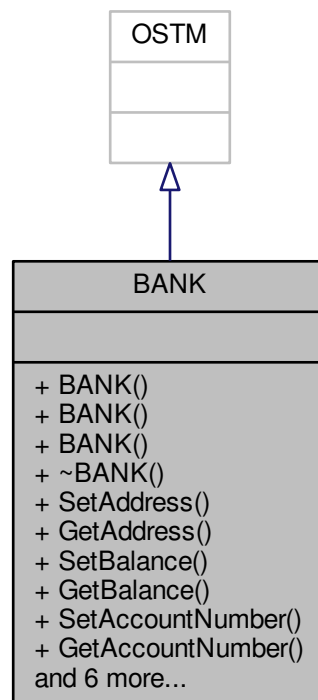 OSTM
BANK
+ BANK()
+ BANK()
+ BANK()
+ ~BANK()
+ SetAddress()
+ GetAddress()
+ SetBalance()
+ GetBalance()
+ SetAccountNumber()
+ GetAccountNumber()
and 6 more...